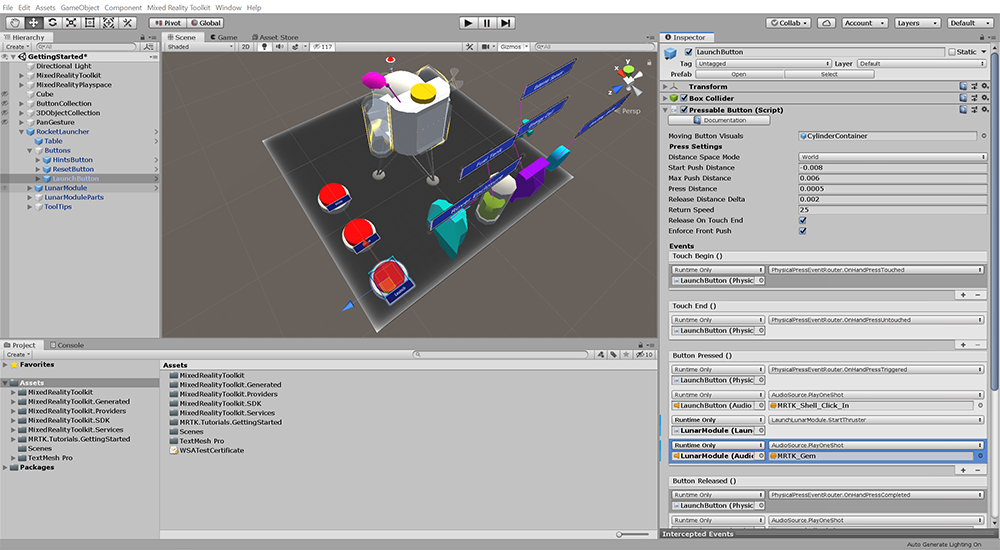 File Edit Assets GameObject Component Mixed Reality Toolkit Window Help
Pivot Global Collab Account Layers Default
Hierarchy
Create All
GettingStarted*
Directional Light
MixedRealityToolkit
MixedRealityPlayspace
Cube
ButtonCollection
3DObjectCollection
PanGesture
RocketLauncher
Table
Buttons
HintsButton
ResetButton
LaunchButton
LunarModule
LunarModuleParts
ToolTips
Scene Game Asset Store
Shaded 2D 117 Gizmos All
Persp
Fuel Tank
Launch
Project Console
Create 10
Favorites
Assets
MixedRealityToolkit
MixedRealityToolkit.Generated
MixedRealityToolkit.Providers
MixedRealityToolkit.SDK
MixedRealityToolkit.Services
MRTK.Tutorials.GettingStarted
Scenes
TextMesh Pro
Packages
Assets
MixedRealityToolkit
MixedRealityToolkit.Generated
MixedRealityToolkit.Providers
MixedRealityToolkit.SDK
MixedRealityToolkit.Services
MRTK.Tutorials.GettingStarted
Scenes
TextMesh Pro
WSATestCertificate
Inspector
LaunchButton Static
Tag Untagged Layer Default
Prefab Open Select
Transform
Box Collider
Pressable Button (Script)
Documentation
Moving Button Visuals CylinderContainer
Press Settings
Distance Space Mode World
Start Push Distance -0.008
Max Push Distance 0.006
Press Distance 0.0005
Release Distance Delta 0.002
Return Speed 25
Release On Touch End
Enforce Front Push
Events
Touch Begin ()
Runtime Only PhysicalPressEventRouter.OnHandPressTouched
LaunchButton (Physic
Touch End ()
Runtime Only PhysicalPressEventRouter.OnHandPressUntouched
LaunchButton (Physic
Button Pressed ()
Runtime Only PhysicalPressEventRouter.OnHandPressTriggered
LaunchButton (Physic
Runtime Only AudioSource.PlayOneShot
LaunchButton (Audio MRTK_Shell_Click_In
Runtime Only LaunchLunarModule.StartThruster
LunarModule (Laun
Runtime Only AudioSource.PlayOneShot
LunarModule (Audic MRTK_Gem
Button Released ()
Runtime Only PhysicalPressEventRouter.OnHandPressCompleted
LaunchButton (Physic
Runtime Only AudioSource.PlayOneShot
Intercepted Events
Auto Generate Lighting On